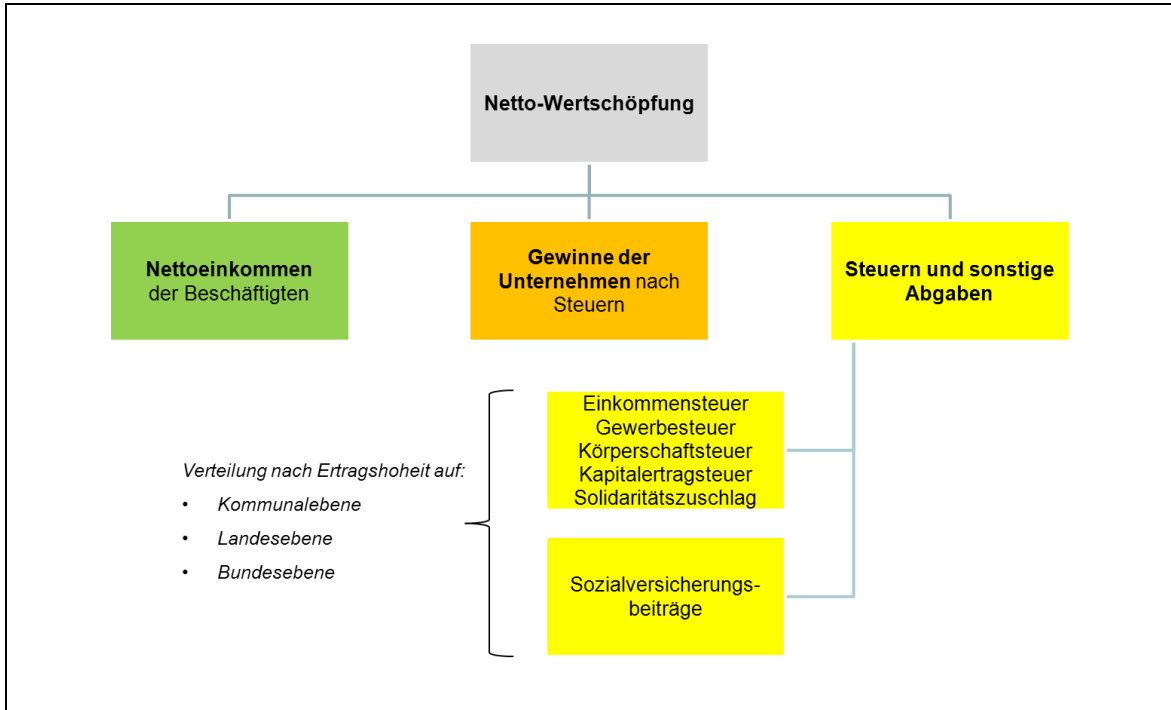 Netto-Wertschöpfung
Nettoeinkommen
der Beschäftigten
Gewinne der
Unternehmen nach
Steuern
Steuern und sonstige
Abgaben
Einkommensteuer
Gewerbesteuer
Körperschaftsteuer
Kapitalertragsteuer
Solidaritätszuschlag
Verteilung nach Ertragshoheit auf:
• Kommunalebene
• Landesebene
• Bundesebene
Sozialversicherungs-
beiträge